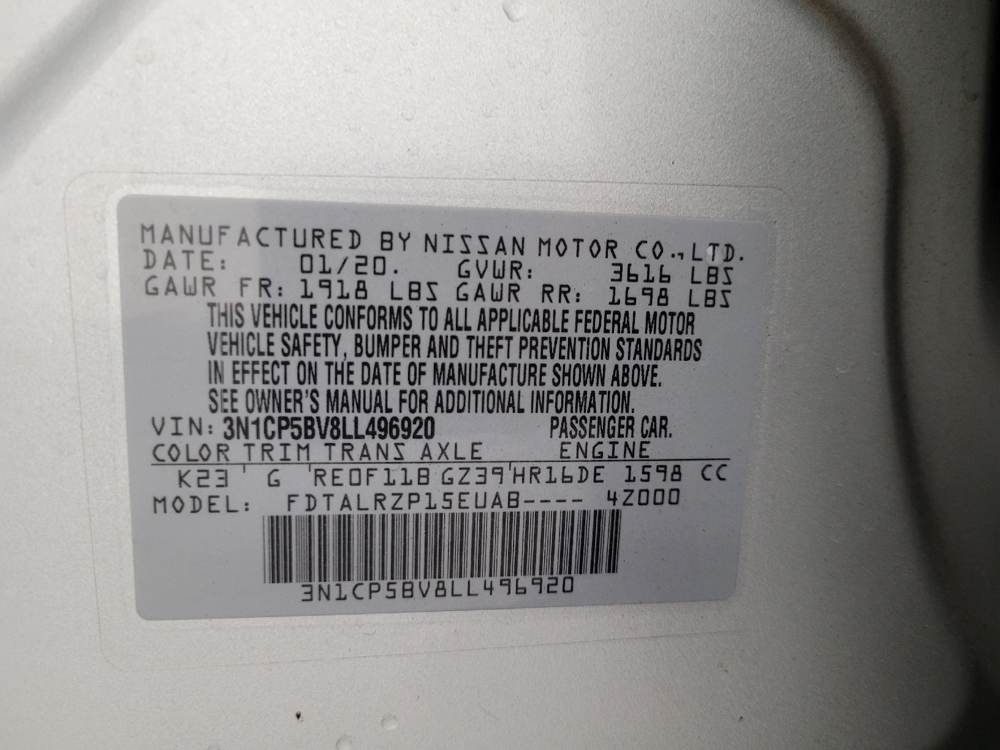 MANUFACTURED BY NISSAN MOTOR CO., LTD.
DATE: 01/20. GVWR: 3616 LBS
GAWR FR: 1918 LBS GAWR RR: 1698 LBS
THIS VEHICLE CONFORMS TO ALL APPLICABLE FEDERAL MOTOR
VEHICLE SAFETY, BUMPER AND THEFT PREVENTION STANDARDS
IN EFFECT ON THE DATE OF MANUFACTURE SHOWN ABOVE.
SEE OWNER'S MANUAL FOR ADDITIONAL INFORMATION.
VIN: 3N1CP5BV8LL496920 PASSENGER CAR.
COLOR TRIM TRANS AXLE ENGINE
K23 ' G 'RE0F11B GZ39'HR16DE 1598 CC
MODEL: FDTALRZP15EUAB---- 4Z000
3N1CP5BV8LL496920